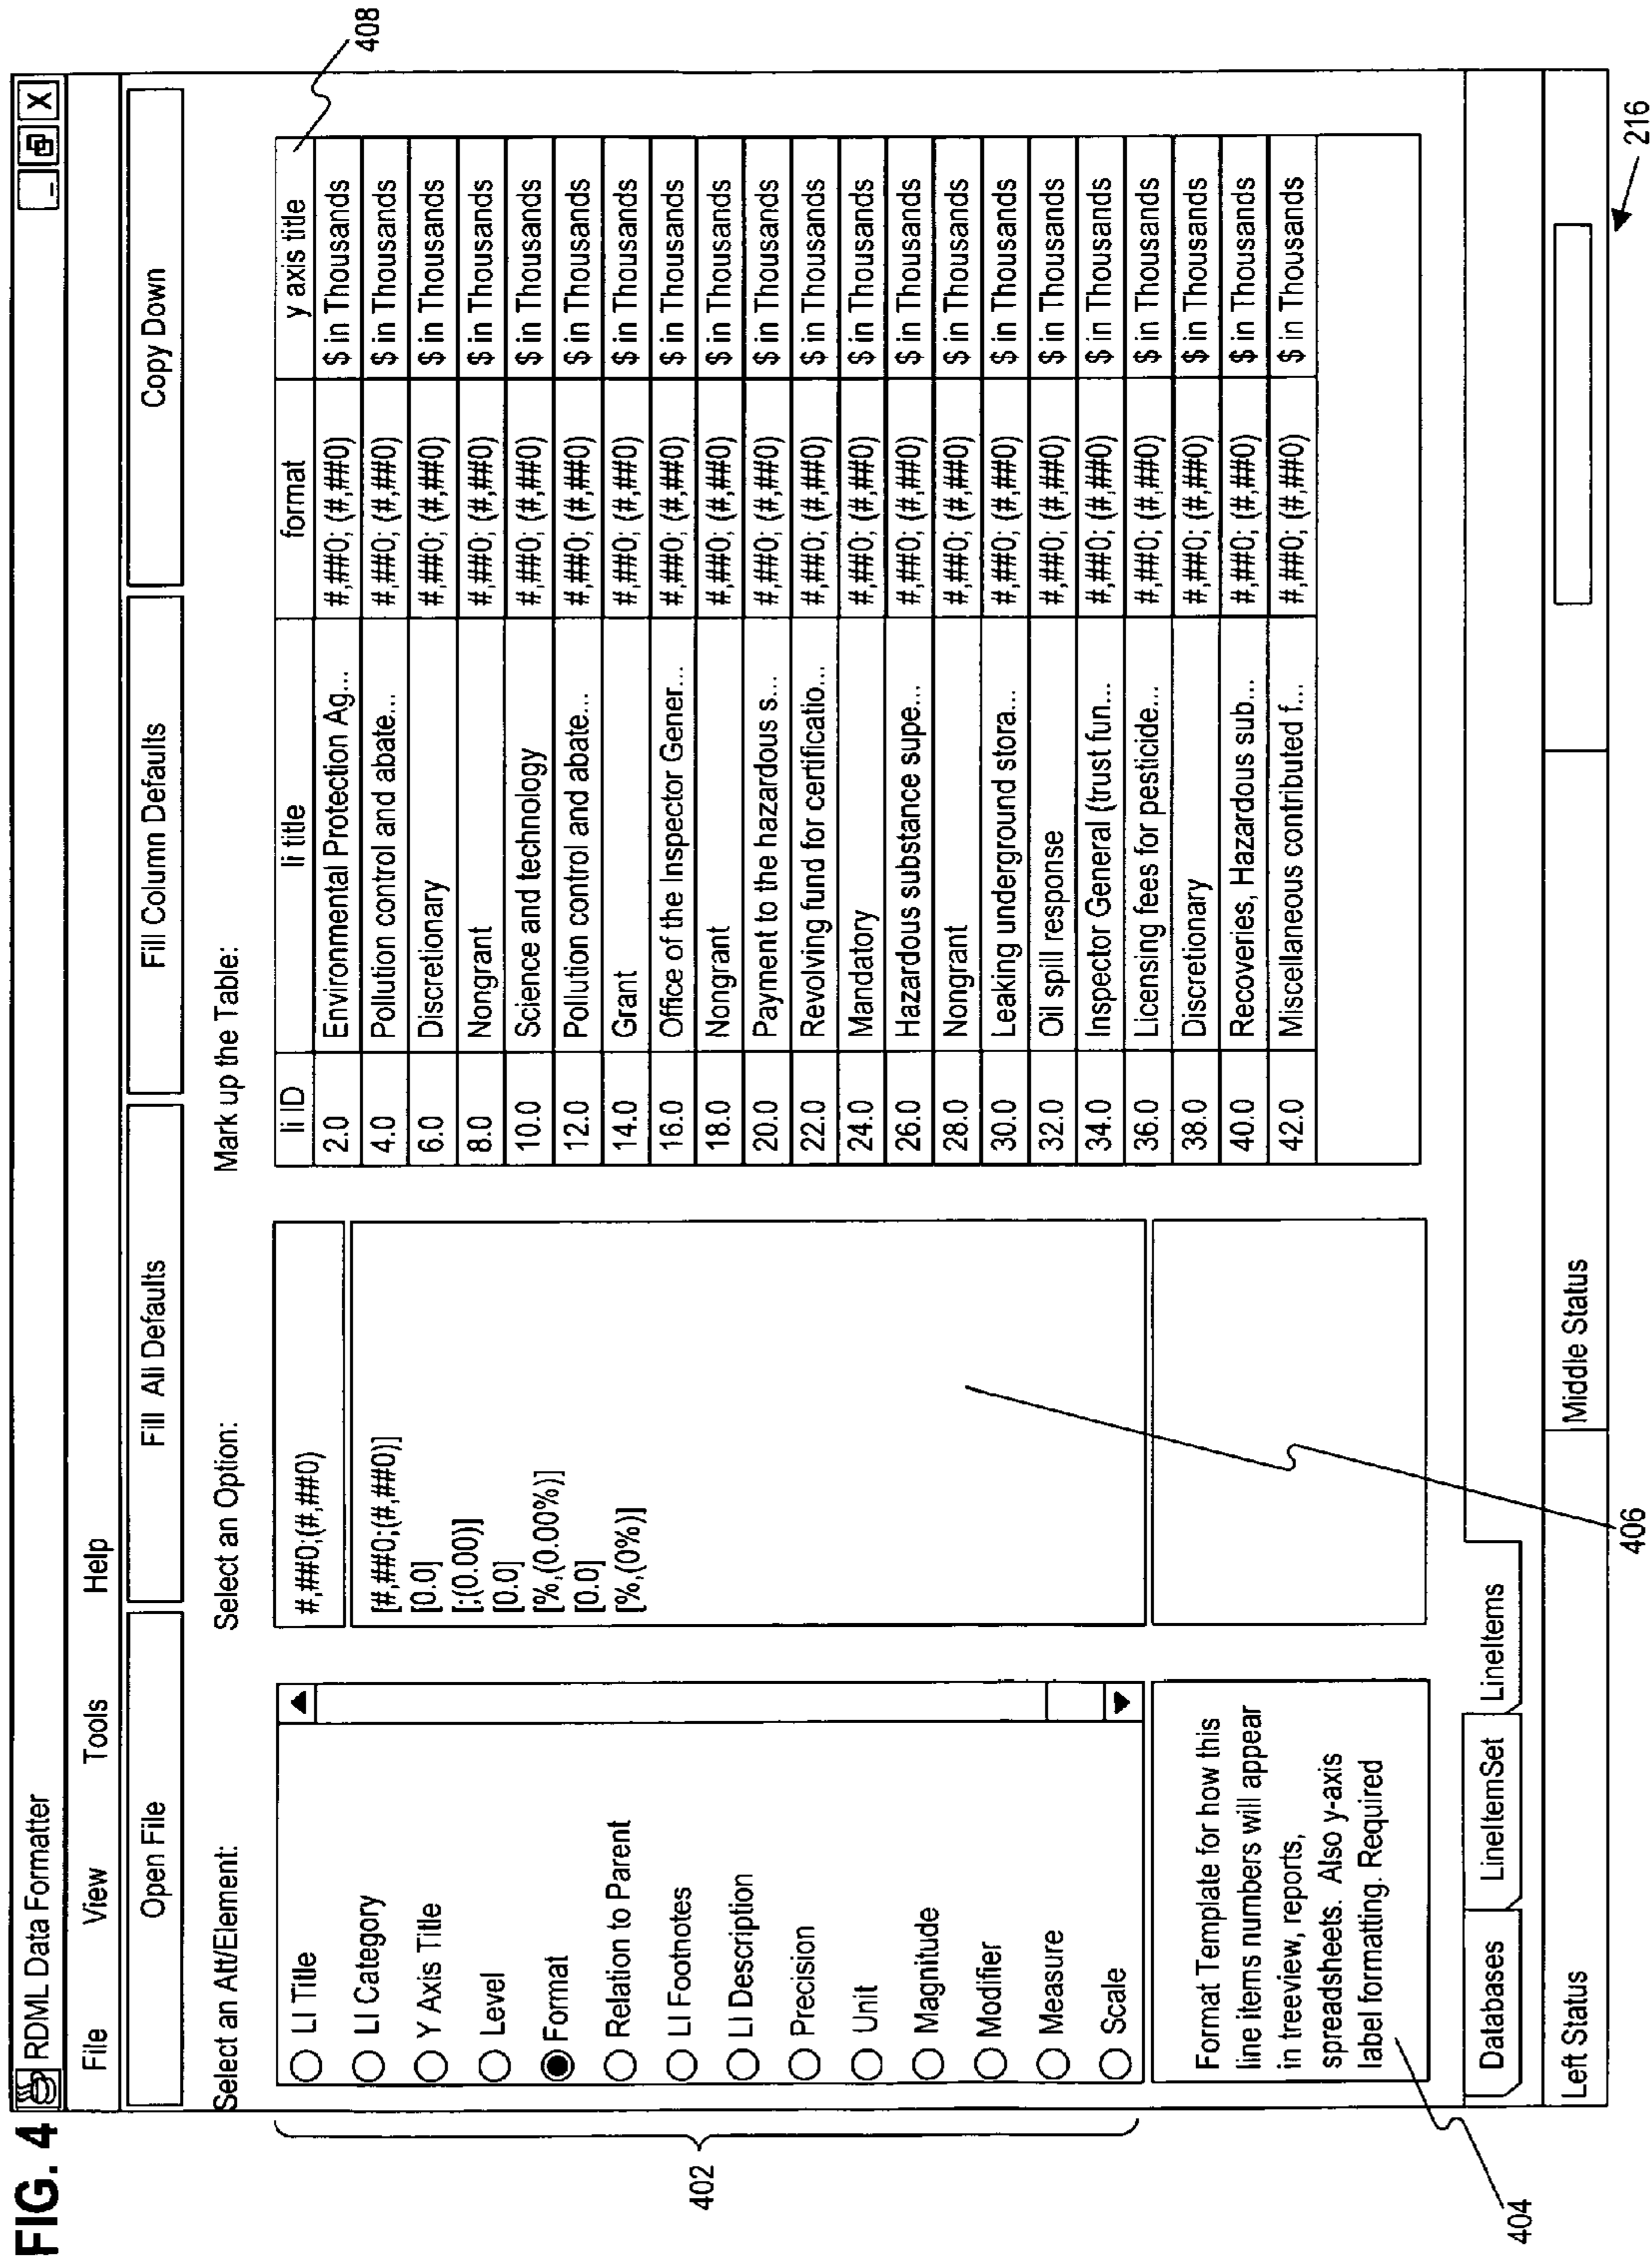 FIG. 4
RDML Data Formatter
_ X
File View Tools Help
Open File Fill All Defaults Fill Column Defaults Copy Down
Select an Att/Element:
LI Title
LI Category
Y Axis Title
Level
Format
Relation to Parent
LI Footnotes
LI Description
Precision
Unit
Magnitude
Modifier
Measure
Scale
Format Template for how this
line items numbers will appear
in treeview, reports,
spreadsheets. Also y-axis
label formatting. Required
Select an Option:
#,##0;(#,##0)
[#,##0;(#,##0)]
[0.0]
[;(0.00)]
[0.0]
[%,(0.00%)]
[0.0]
[%,(0%)]
Mark up the Table:
li ID li title format y axis title
2.0 Environmental Protection Ag... #,##0; (#,##0) $ in Thousands
4.0 Pollution control and abate... #,##0; (#,##0) $ in Thousands
6.0 Discretionary #,##0; (#,##0) $ in Thousands
8.0 Nongrant #,##0; (#,##0) $ in Thousands
10.0 Science and technology #,##0; (#,##0) $ in Thousands
12.0 Pollution control and abate... #,##0; (#,##0) $ in Thousands
14.0 Grant #,##0; (#,##0) $ in Thousands
16.0 Office of the Inspector Gener... #,##0; (#,##0) $ in Thousands
18.0 Nongrant #,##0; (#,##0) $ in Thousands
20.0 Payment to the hazardous s... #,##0; (#,##0) $ in Thousands
22.0 Revolving fund for certificatio... #,##0; (#,##0) $ in Thousands
24.0 Mandatory #,##0; (#,##0) $ in Thousands
26.0 Hazardous substance supe... #,##0; (#,##0) $ in Thousands
28.0 Nongrant #,##0; (#,##0) $ in Thousands
30.0 Leaking underground stora... #,##0; (#,##0) $ in Thousands
32.0 Oil spill response #,##0; (#,##0) $ in Thousands
34.0 Inspector General (trust fun... #,##0; (#,##0) $ in Thousands
36.0 Licensing fees for pesticide... #,##0; (#,##0) $ in Thousands
38.0 Discretionary #,##0; (#,##0) $ in Thousands
40.0 Recoveries, Hazardous sub... #,##0; (#,##0) $ in Thousands
42.0 Miscellaneous contributed f... #,##0; (#,##0) $ in Thousands
Databases LineItemSet LineItems
Left Status Middle Status
402
404
406
408
216